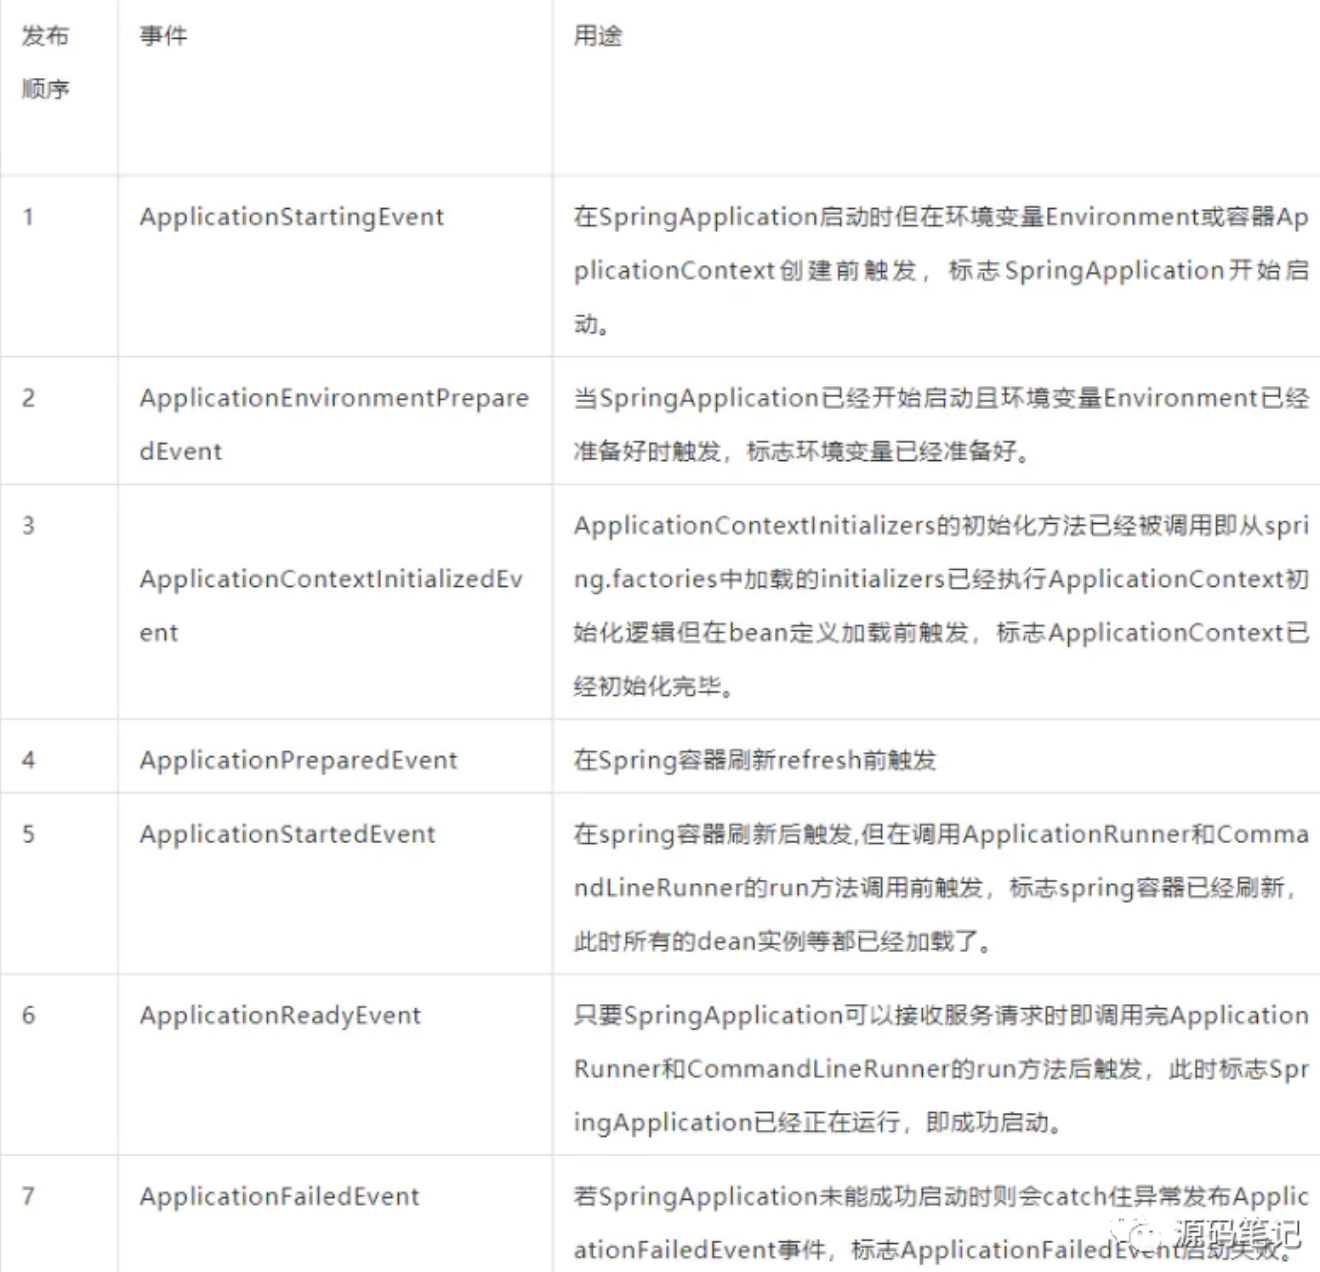 发布
顺序
事件
用途
1
ApplicationStartingEvent
在SpringApplication启动时但在环境变量Environment或容器Ap
plicationContext创建前触发，标志SpringApplication开始启
动。
2
ApplicationEnvironmentPrepare
dEvent
当SpringApplication已经开始启动且环境变量Environment已经
准备好时触发，标志环境变量已经准备好。
3
ApplicationContextInitializedEv
ent
ApplicationContextInitializers的初始化方法已经被调用即从spri
ng.factories中加载的initializers已经执行ApplicationContext初
始化逻辑但在bean定义加载前触发，标志ApplicationContext已
经初始化完毕。
4
ApplicationPreparedEvent
在Spring容器刷新refresh前触发
5
ApplicationStartedEvent
在spring容器刷新后触发,但在调用ApplicationRunner和Comma
ndLineRunner的run方法调用前触发，标志spring容器已经刷新，
此时所有的dean实例等都已经加载了。
6
ApplicationReadyEvent
只要SpringApplication可以接收服务请求时即调用完Application
Runner和CommandLineRunner的run方法后触发，此时标志Spr
ingApplication已经正在运行，即成功启动。
7
ApplicationFailedEvent
若SpringApplication未能成功启动时则会catch住异常发布Applic
ationFailedEvent事件，标志ApplicationFailedEvent启动失败。
源码笔记